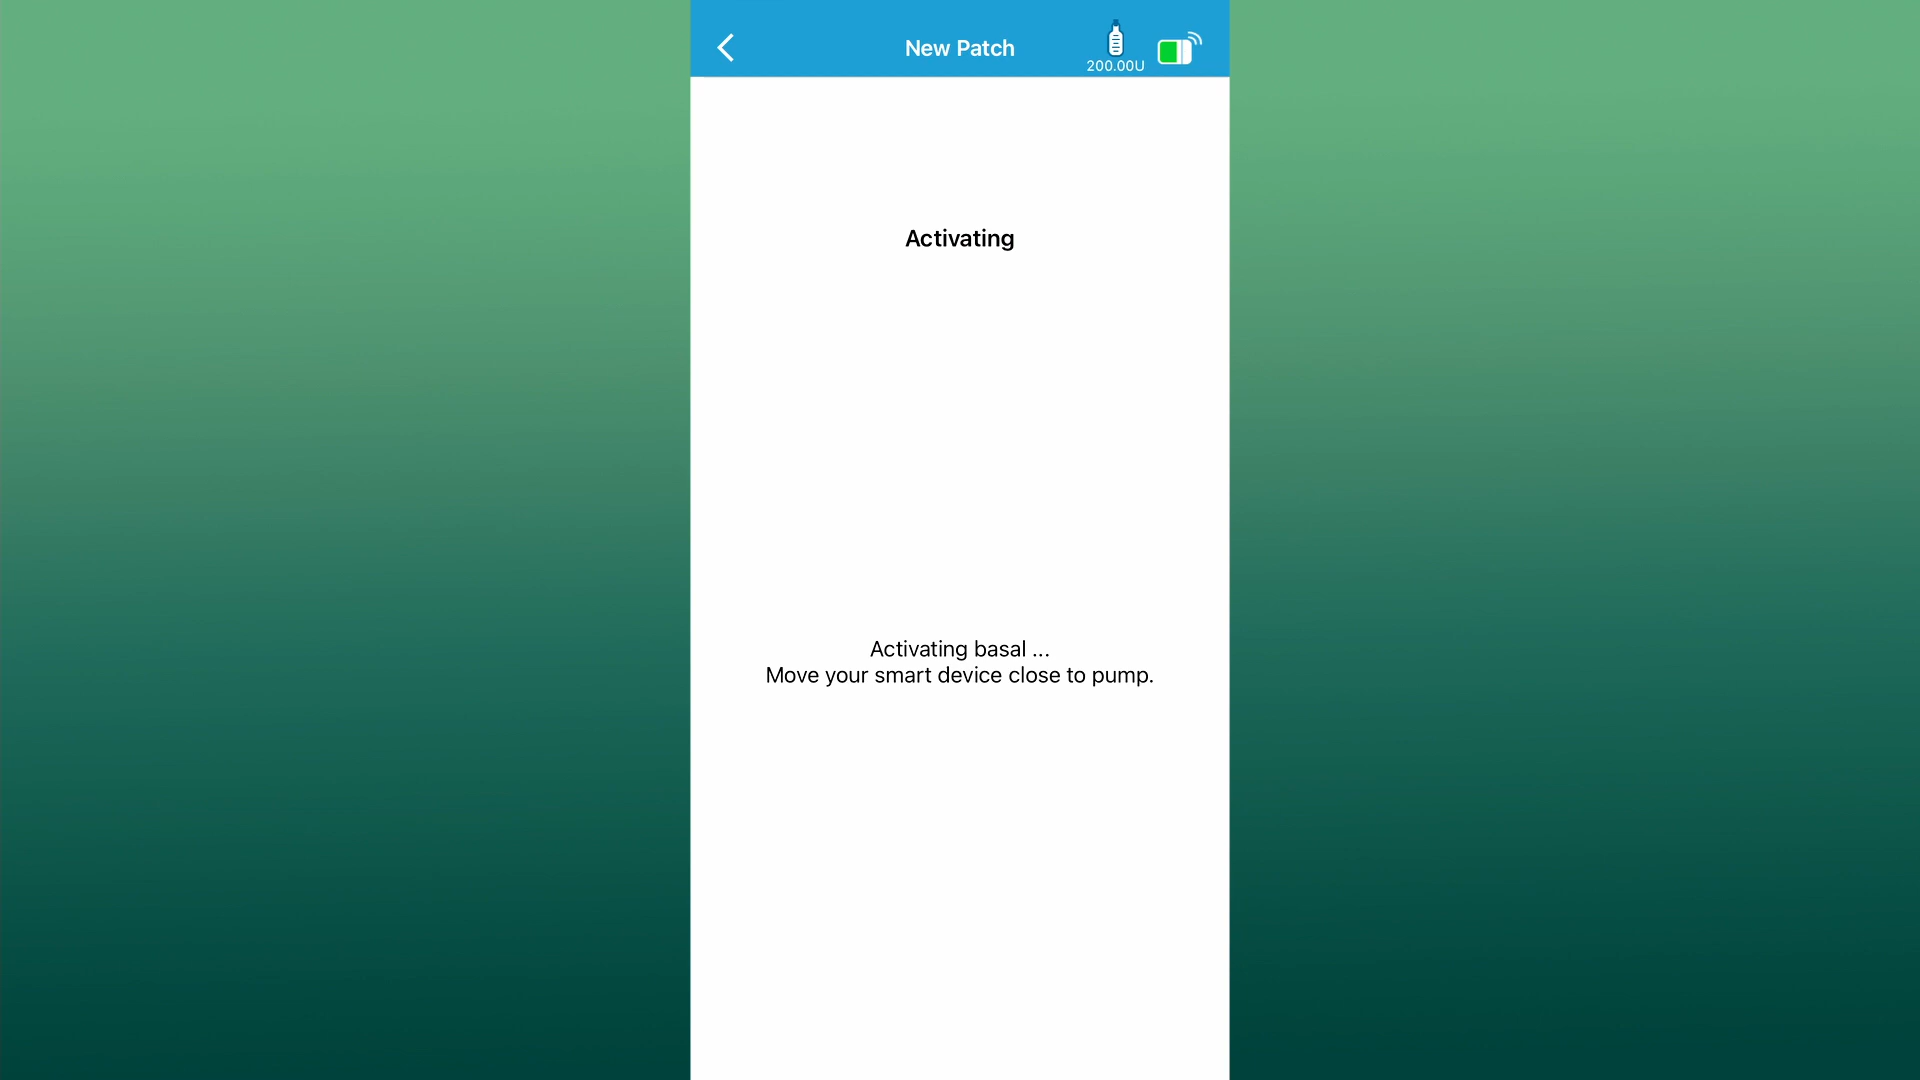 New Patch
200.00U
Activating
Activating basal ...
Move your smart device close to pump.